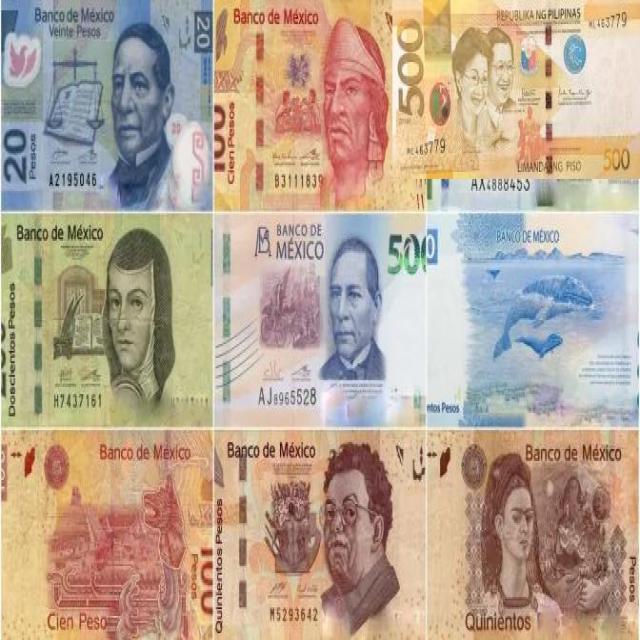 Banco de México
Veinte Pesos
20
20
Pesos
A2195046
Banco de México
100
Cien Pesos
B3111839
REPUBLIKA NG PILIPINAS
500
ML463779
ML463779
LIMANDAANG PISO
500
AX4888453
Banco de México
Doscientos Pesos
H7437161
BANCO DE
MÉXICO
500
AJ8965528
BANCO DE MÉXICO
ntos Pesos
Banco de México
Cien Peso
100
Pesos
Banco de México
Quinientos Pesos
M5293642
Banco de México
Quinientos
Pesos